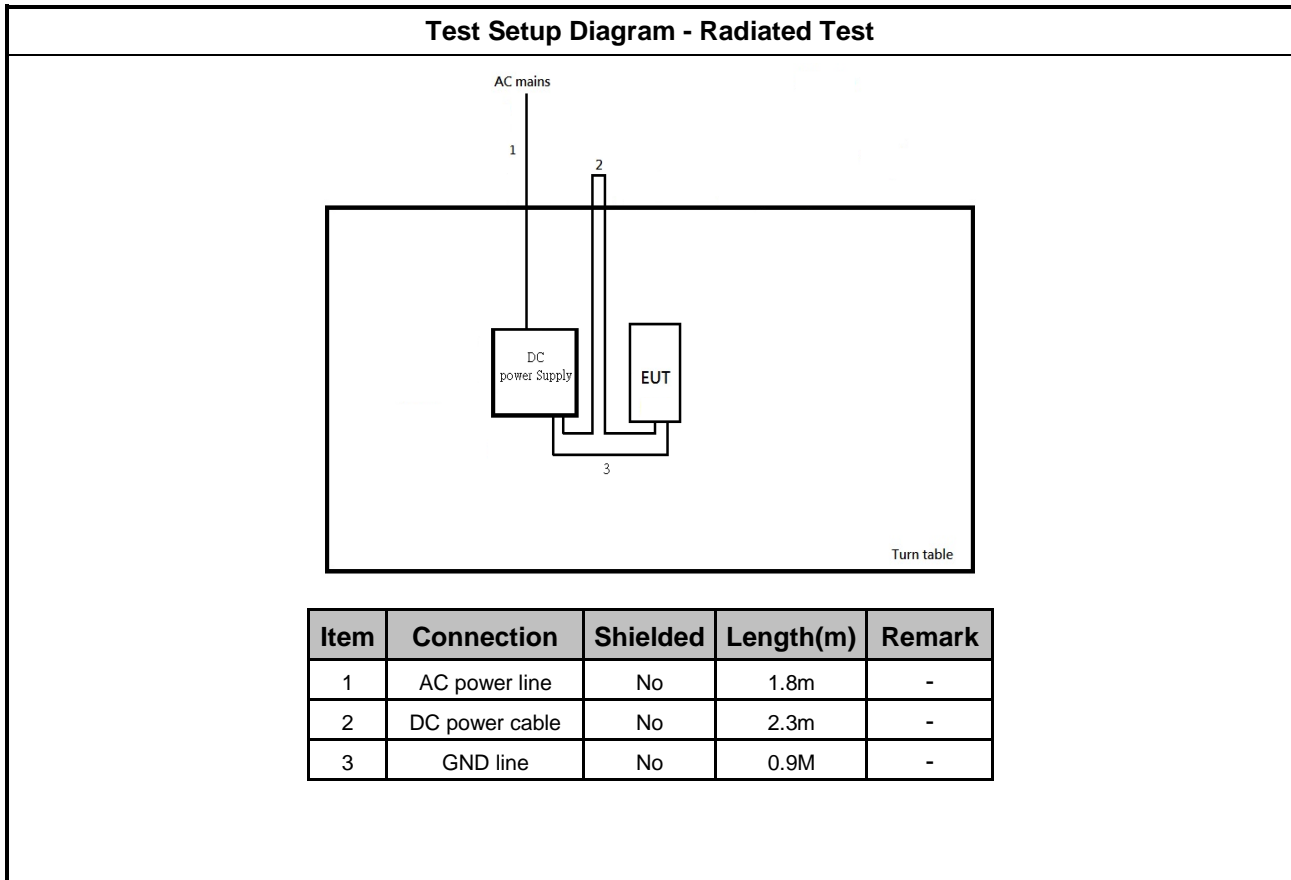 Test Setup Diagram - Radiated Test
AC mains
1
2
DC
power Supply
EUT
3
Turn table
Item Connection Shielded Length(m) Remark
1 AC power line No 1.8m -
2 DC power cable No 2.3m -
3 GND line No 0.9M -